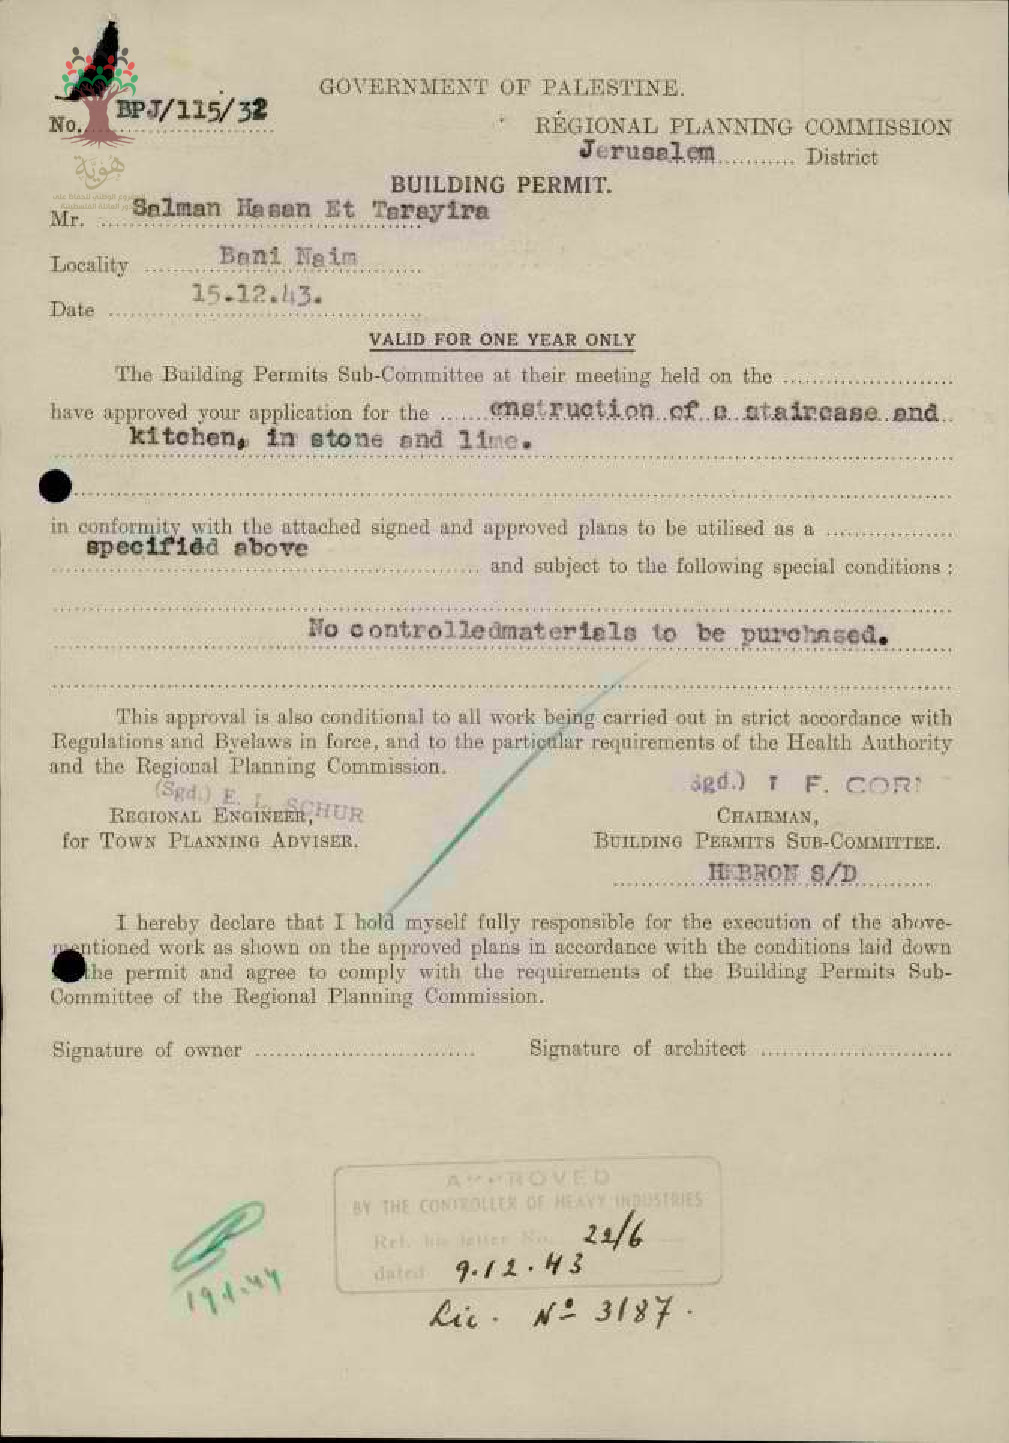 GOVERNMENT OF PALESTINE.
No. BPJ/115/32
REGIONAL PLANNING COMMISSION
Jerusalem District
BUILDING PERMIT.
Mr. Salman Hasan Et Tarayira
هوية
Locality Bani Naim
Date 15.12.43.
VALID FOR ONE YEAR ONLY
The Building Permits Sub-Committee at their meeting held on the
have approved your application for the onstruction of a staircase and
kitchen, in stone and lime.
in conformity with the attached signed and approved plans to be utilised as a
specifidd above
and subject to the following special conditions :
No controlledmaterials to be purchased.
This approval is also conditional to all work being carried out in strict accordance with
Regulations and Byelaws in force, and to the particular requirements of the Health Authority
and the Regional Planning Commission.
(Sgd.) E. L. SCHUR
Sgd.) F. COR
REGIONAL ENGINEER,
CHAIRMAN,
for TOWN PLANNING ADVISER.
BUILDING PERMITS SUB-COMMITTEE.
HEBRON S/D
I hereby declare that I hold myself fully responsible for the execution of the above-
mentioned work as shown on the approved plans in accordance with the conditions laid down
the permit and agree to comply with the requirements of the Building Permits Sub-
Committee of the Regional Planning Commission.
Signature of owner Signature of architect
APPROVED
BY THE CONTROLLER OF HEAVY INDUSTRIES
Ref. his letter No. 22/6
dated 9.12.43
19.1.44
Lic. Nº 3187.